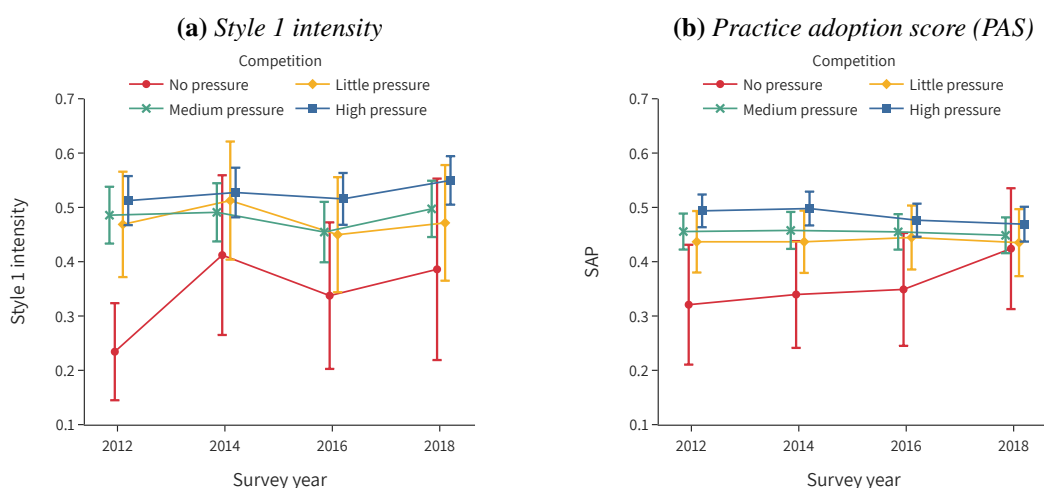 (a) Style 1 intensity
Competition
No pressure
Little pressure
Medium pressure
High pressure
0.7
0.6
0.5
0.4
0.3
0.2
0.1
Style 1 intensity
2012 2014 2016 2018
Survey year
(b) Practice adoption score (PAS)
Competition
No pressure
Little pressure
Medium pressure
High pressure
0.7
0.6
0.5
0.4
0.3
0.2
0.1
SAP
2012 2014 2016 2018
Survey year